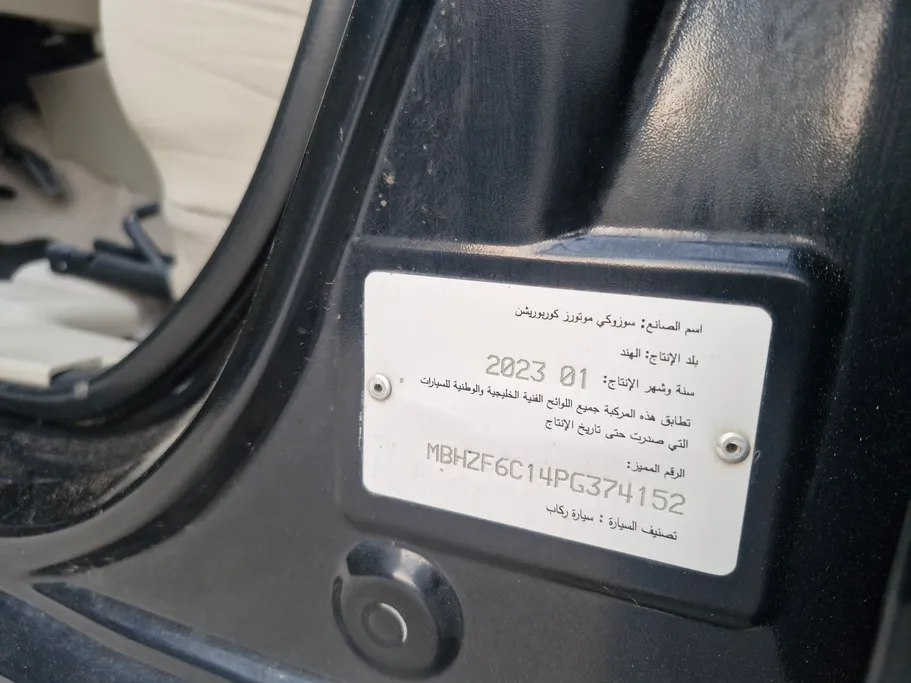 اسم الصانع: سوزوكي موتورز كوربوريشن
بلد الإنتاج: الهند
سنة وشهر الإنتاج: 2023 01
تطابق هذه المركبة جميع اللوائح الفنية الخليجية والوطنية للسيارات
التي صدرت حتى تاريخ الإنتاج
الرقم المميز:
MBHZF6C14PG374152
تصنيف السيارة : سيارة ركاب